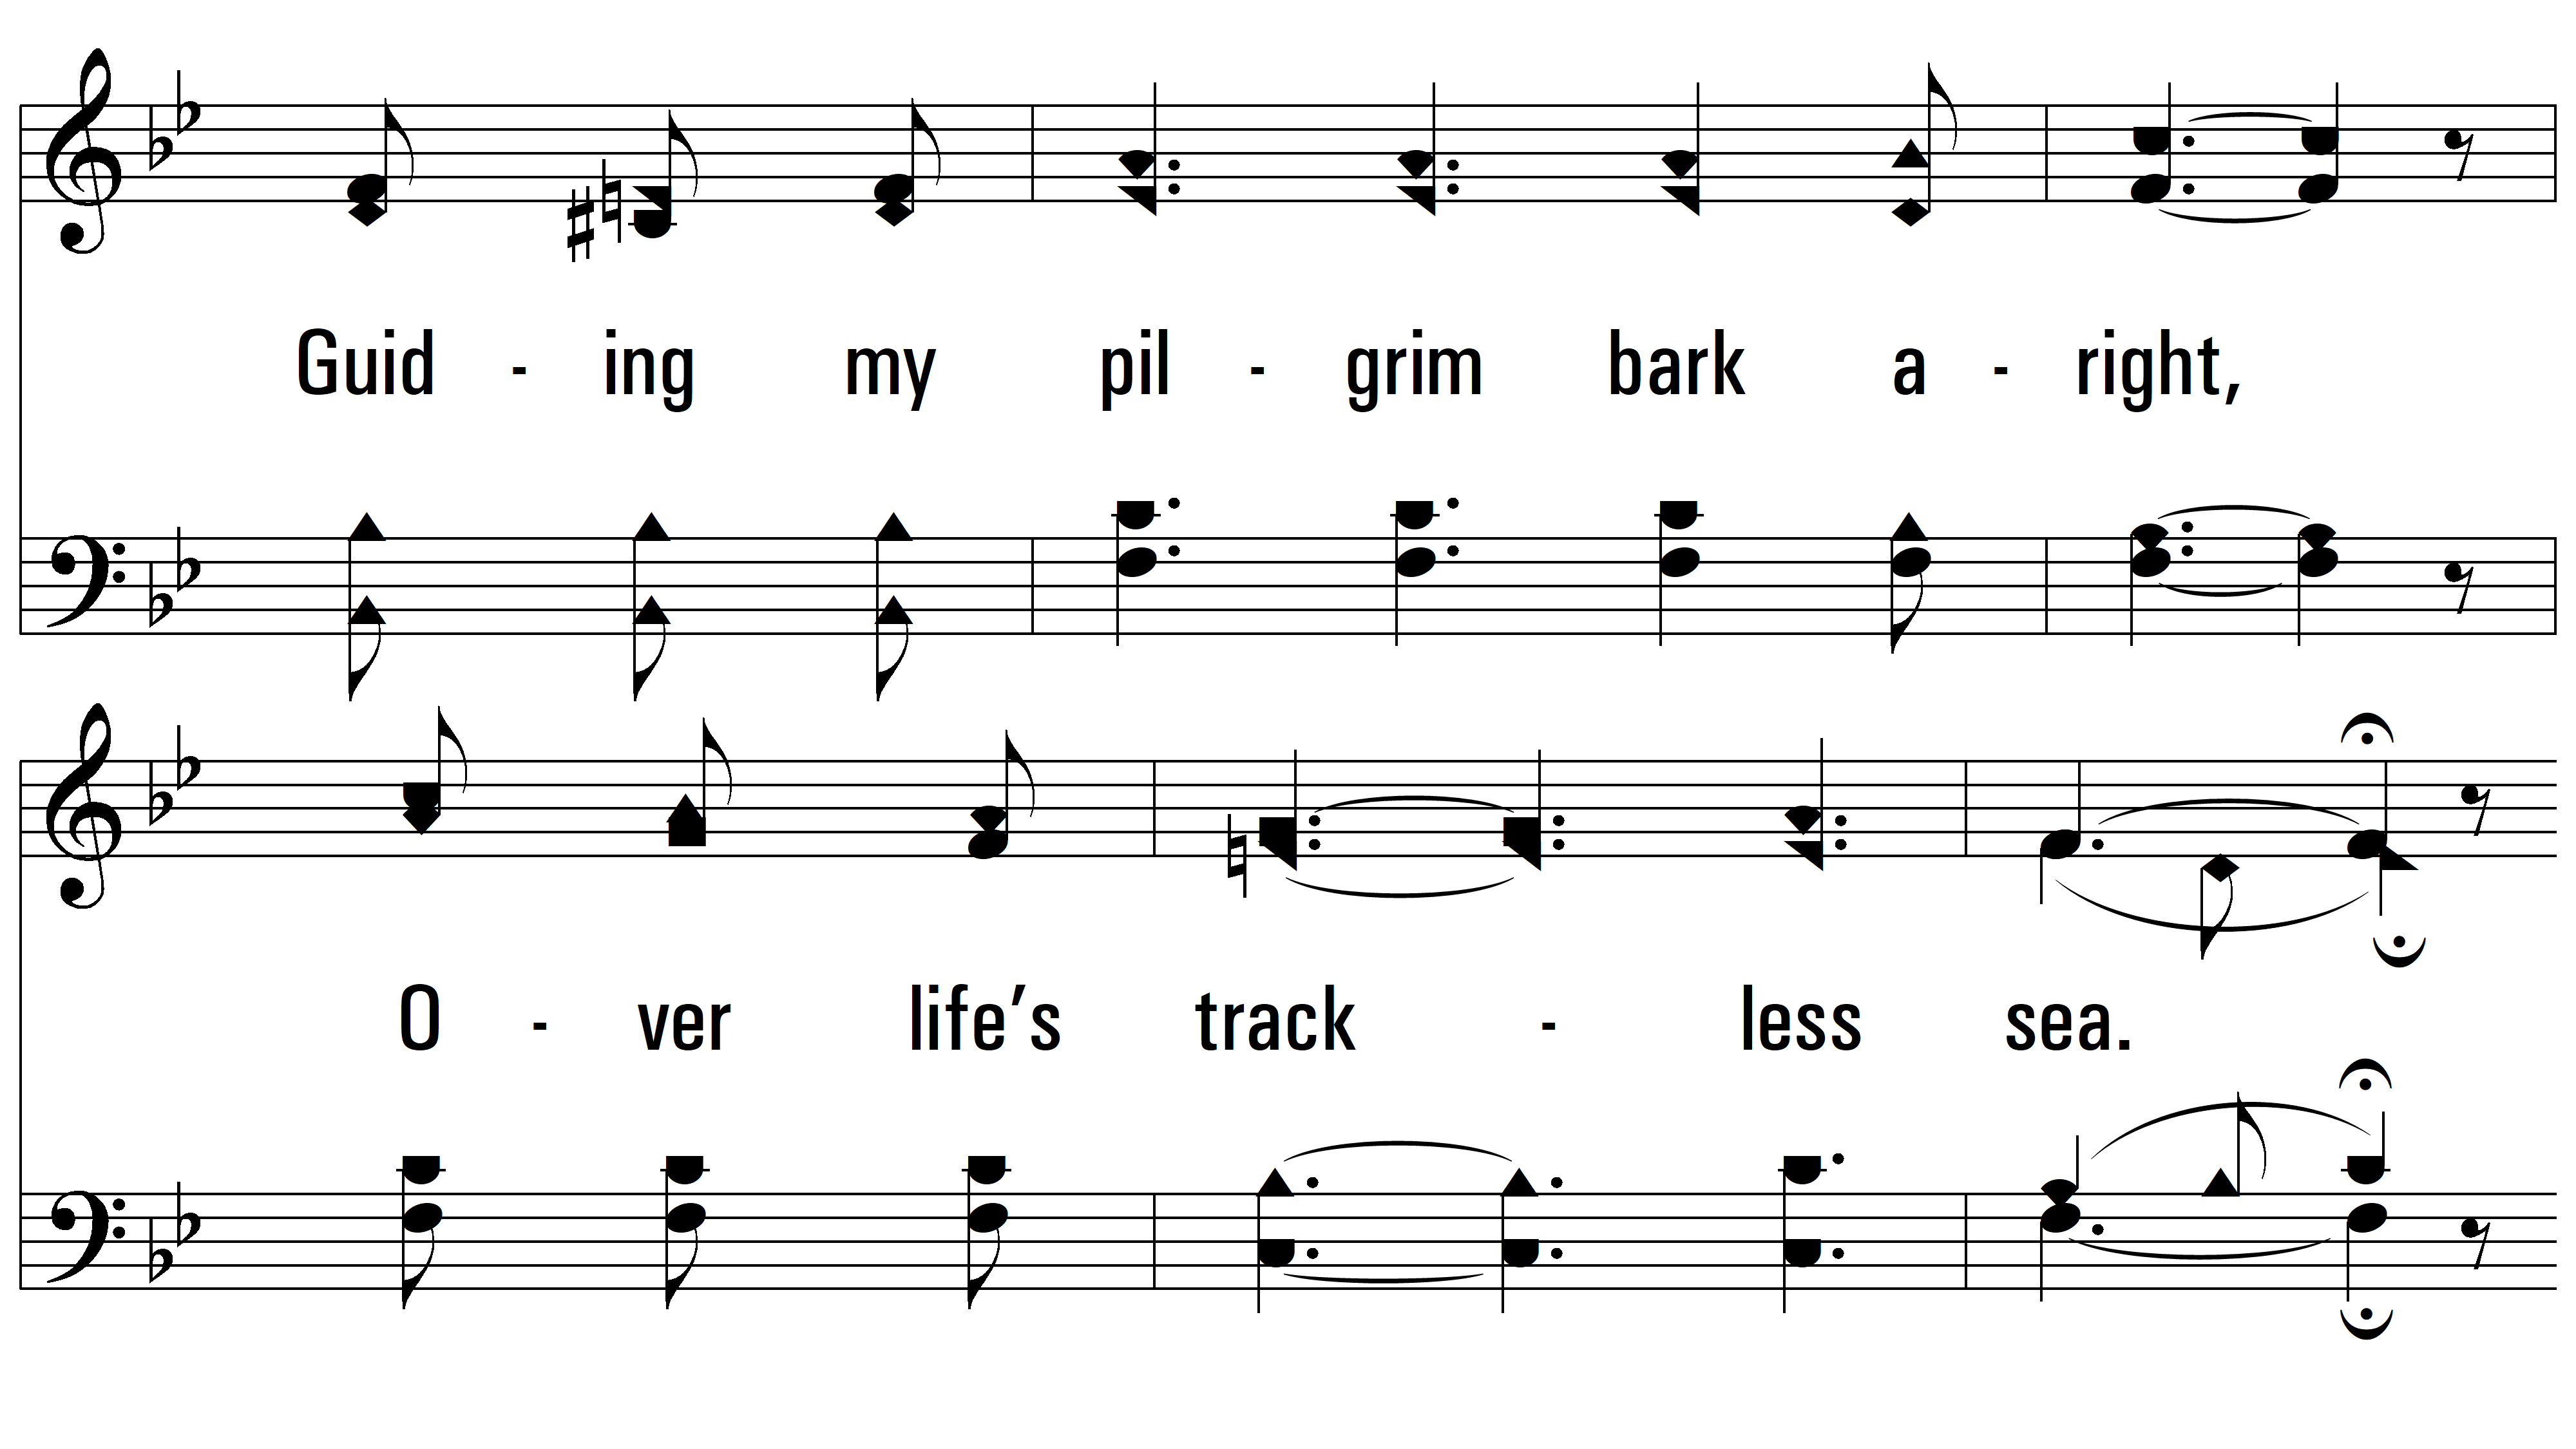 Guid - ing my pil - grim bark a - right,
O - ver life's track - less sea.